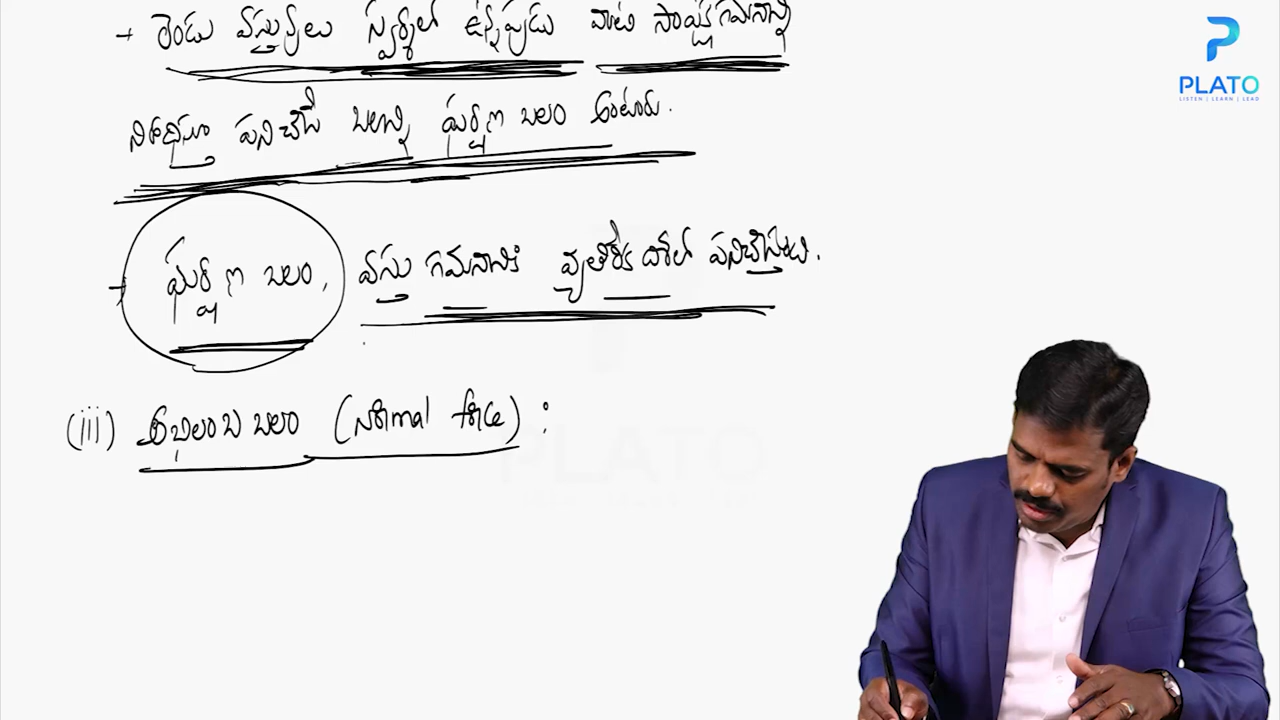 → రెండు వస్తువులు స్పర్శలో ఉన్నప్పుడు వాటి సాపేక్ష గమనాన్ని
నిరోధిస్తూ పనిచేసే బలాన్ని ఘర్షణ బలం అంటారు.
→ ఘర్షణ బలం, వస్తు గమనానికి వ్యతిరేక దిశలో పనిచేస్తుంది.
(iii) అభిలంబ బలం (Normal force) :
PLATO
LISTEN | LEARN | LEAD
PLATO